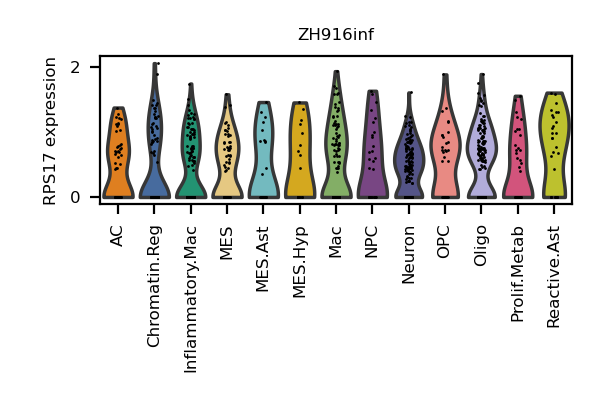 ZH916inf
RPS17 expression
2
0
AC
Chromatin.Reg
Inflammatory.Mac
MES
MES.Ast
MES.Hyp
Mac
NPC
Neuron
OPC
Oligo
Prolif.Metab
Reactive.Ast